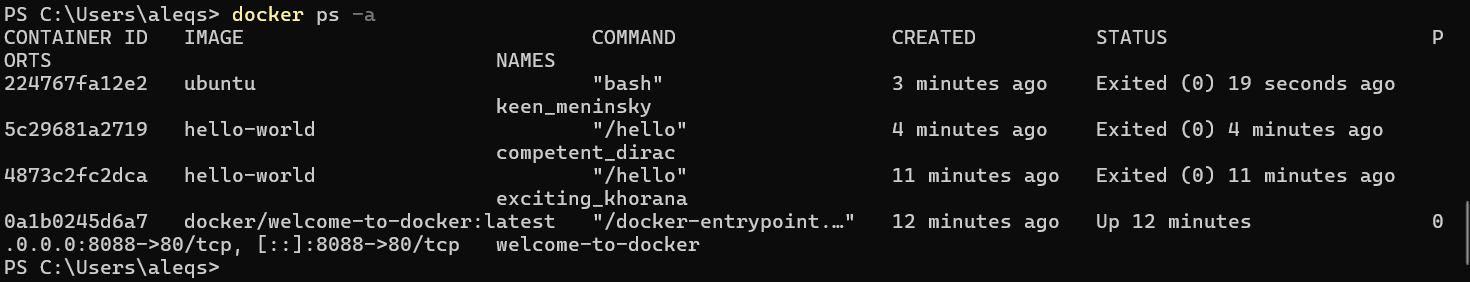 PS C:\Users\aleqs> docker ps -a
CONTAINER ID   IMAGE                             COMMAND                  CREATED          STATUS                      P
ORTS                                     NAMES
224767fa12e2   ubuntu                            "bash"                   3 minutes ago    Exited (0) 19 seconds ago
                                         keen_meninsky
5c29681a2719   hello-world                       "/hello"                 4 minutes ago    Exited (0) 4 minutes ago
                                         competent_dirac
4873c2fc2dca   hello-world                       "/hello"                 11 minutes ago   Exited (0) 11 minutes ago
                                         exciting_khorana
0a1b0245d6a7   docker/welcome-to-docker:latest   "/docker-entrypoint.…"   12 minutes ago   Up 12 minutes               0
.0.0.0:8088->80/tcp, [::]:8088->80/tcp   welcome-to-docker
PS C:\Users\aleqs>